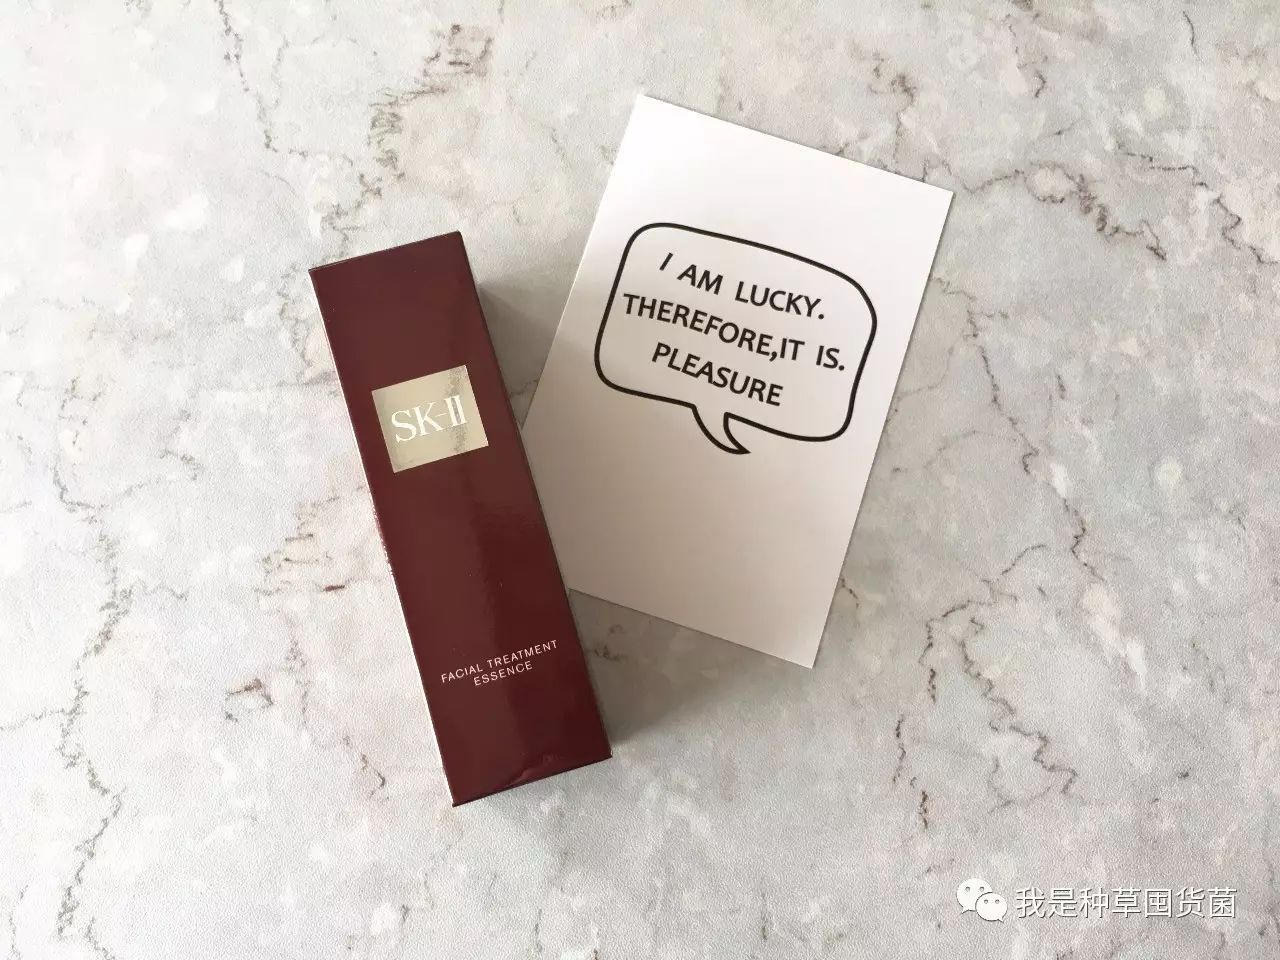 SK-II
FACIAL TREATMENT
ESSENCE
I AM LUCKY.
THEREFORE,IT IS.
PLEASURE
我是种草囤货菌